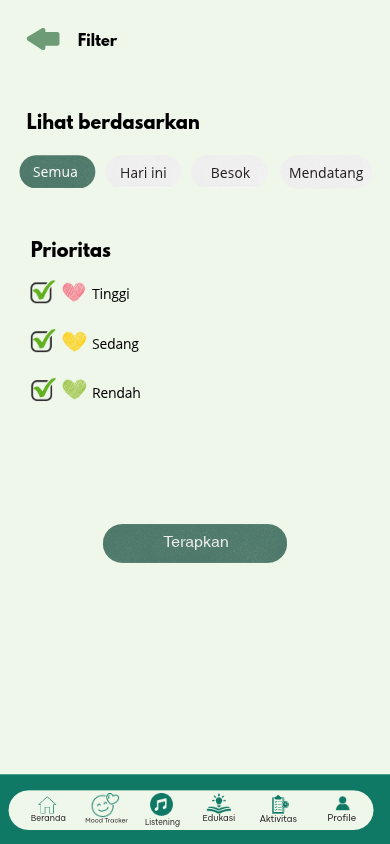 Filter
Lihat berdasarkan
Semua Hari ini Besok Mendatang
Prioritas
Tinggi
Sedang
Rendah
Terapkan
Beranda Mood Tracker Listening Edukasi Aktivitas Profile